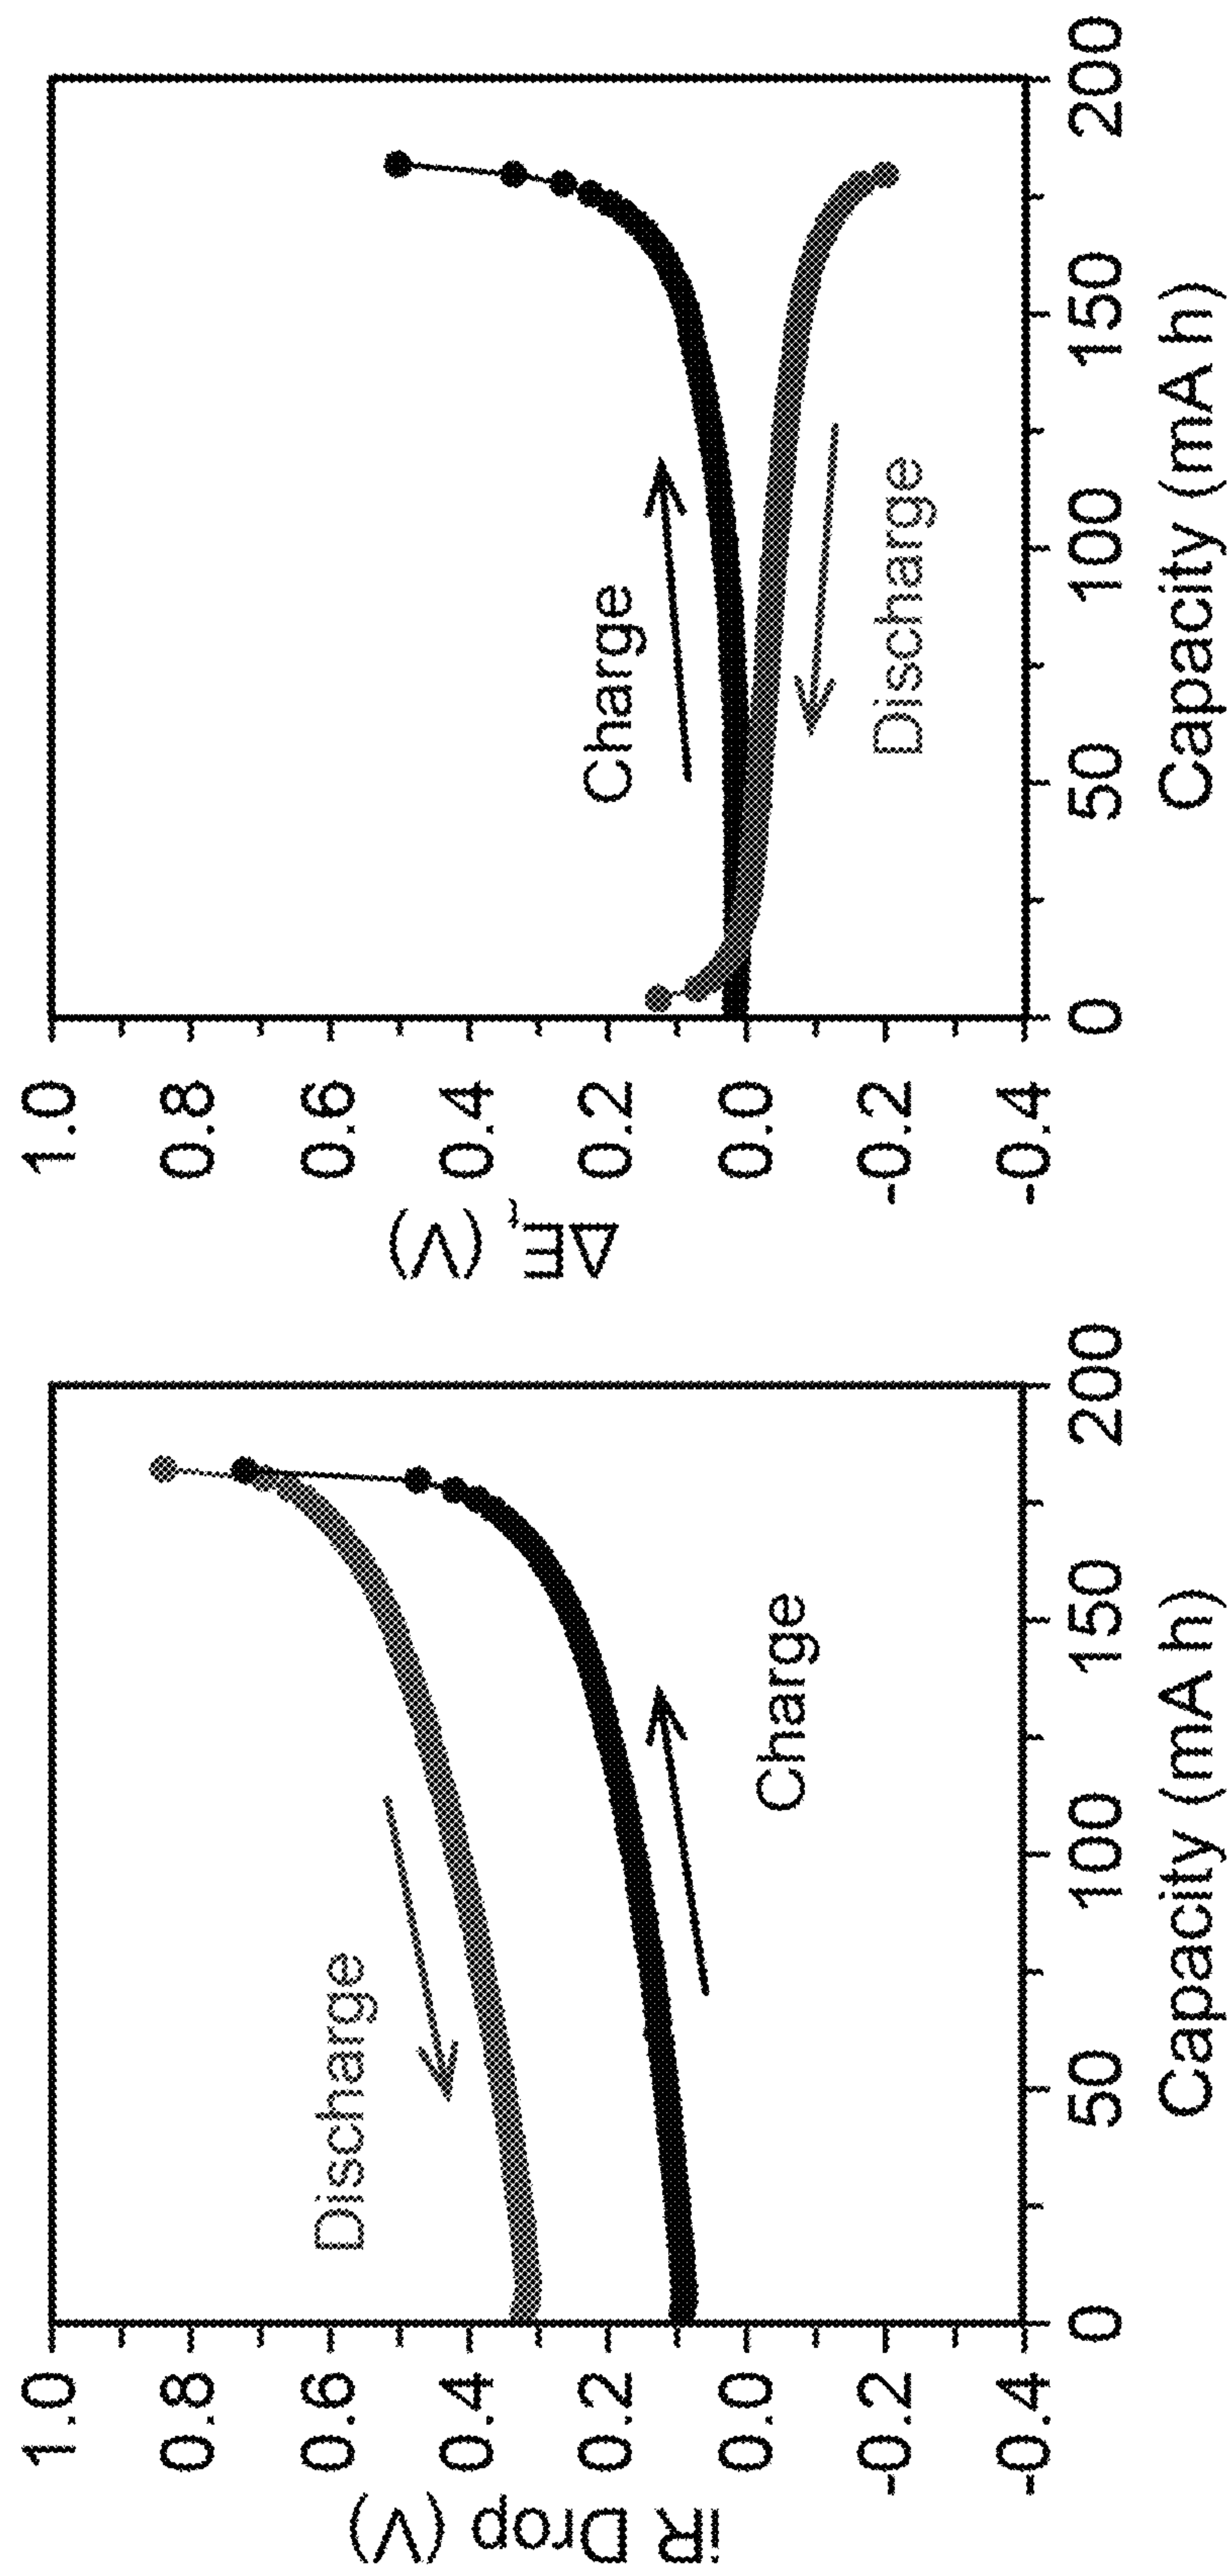 iR Drop (V)
1.0
0.8
0.6
0.4
0.2
0.0
-0.2
-0.4
Discharge
Charge
0 50 100 150 200
Capacity (mA h)
ΔEₜ (V)
1.0
0.8
0.6
0.4
0.2
0.0
-0.2
-0.4
Charge
Discharge
0 50 100 150 200
Capacity (mA h)